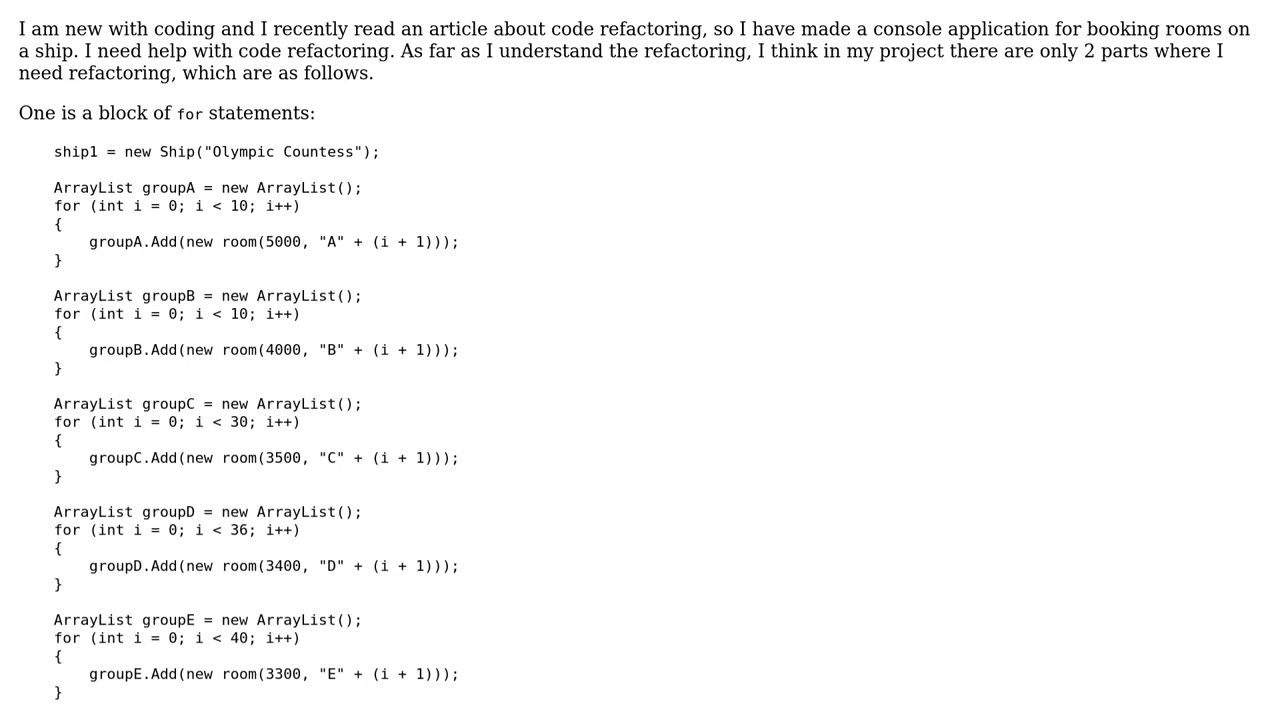 I am new with coding and I recently read an article about code refactoring, so I have made a console application for booking rooms on
a ship. I need help with code refactoring. As far as I understand the refactoring, I think in my project there are only 2 parts where I
need refactoring, which are as follows.
One is a block of for statements:
ship1 = new Ship("Olympic Countess");
ArrayList groupA = new ArrayList();
for (int i = 0; i < 10; i++)
{
    groupA.Add(new room(5000, "A" + (i + 1)));
}
ArrayList groupB = new ArrayList();
for (int i = 0; i < 10; i++)
{
    groupB.Add(new room(4000, "B" + (i + 1)));
}
ArrayList groupC = new ArrayList();
for (int i = 0; i < 30; i++)
{
    groupC.Add(new room(3500, "C" + (i + 1)));
}
ArrayList groupD = new ArrayList();
for (int i = 0; i < 36; i++)
{
    groupD.Add(new room(3400, "D" + (i + 1)));
}
ArrayList groupE = new ArrayList();
for (int i = 0; i < 40; i++)
{
    groupE.Add(new room(3300, "E" + (i + 1)));
}